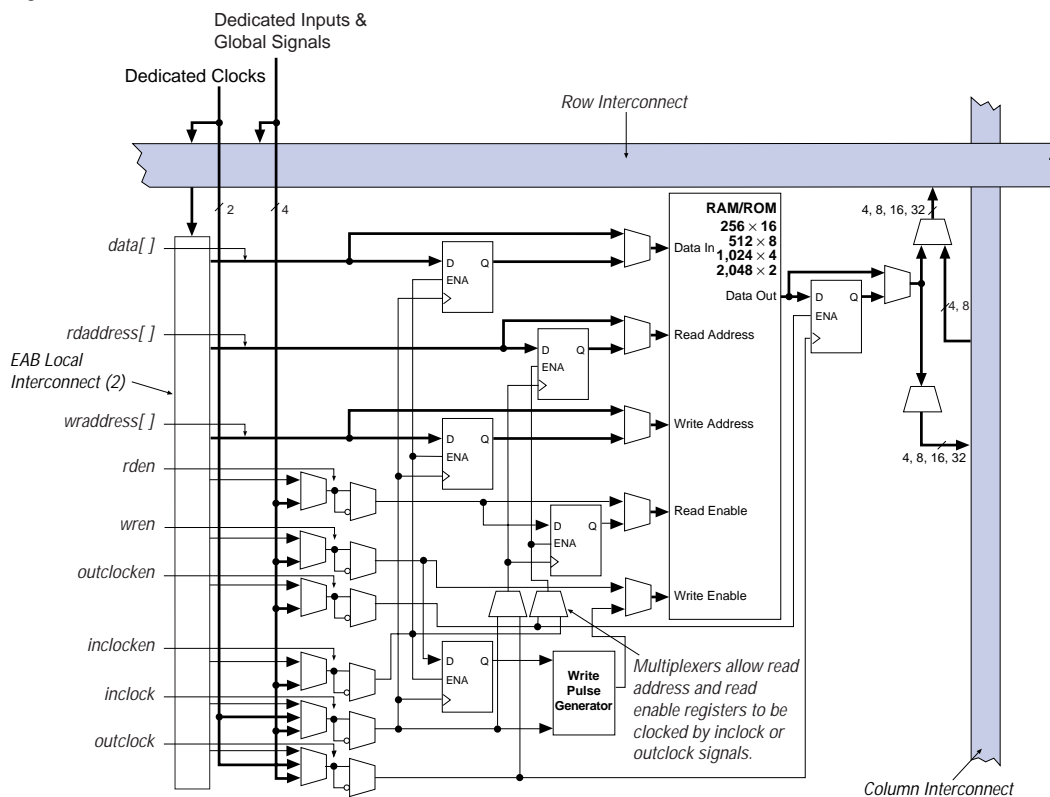 Dedicated Inputs &
Global Signals
Dedicated Clocks
Row Interconnect
2
4
4, 8, 16, 32
RAM/ROM
256 × 16
512 × 8
1,024 × 4
2,048 × 2
data[ ]
D Q
ENA
Data In
Data Out
D Q
ENA
4, 8
rdaddress[ ]
D Q
ENA
Read Address
EAB Local
Interconnect (2)
wraddress[ ]
D Q
ENA
Write Address
4, 8, 16, 32
rden
D Q
ENA
Read Enable
wren
outclocken
Write Enable
inclocken
D Q
ENA
Write
Pulse
Generator
Multiplexers allow read
address and read
enable registers to be
clocked by inclock or
outclock signals.
inclock
outclock
Column Interconnect